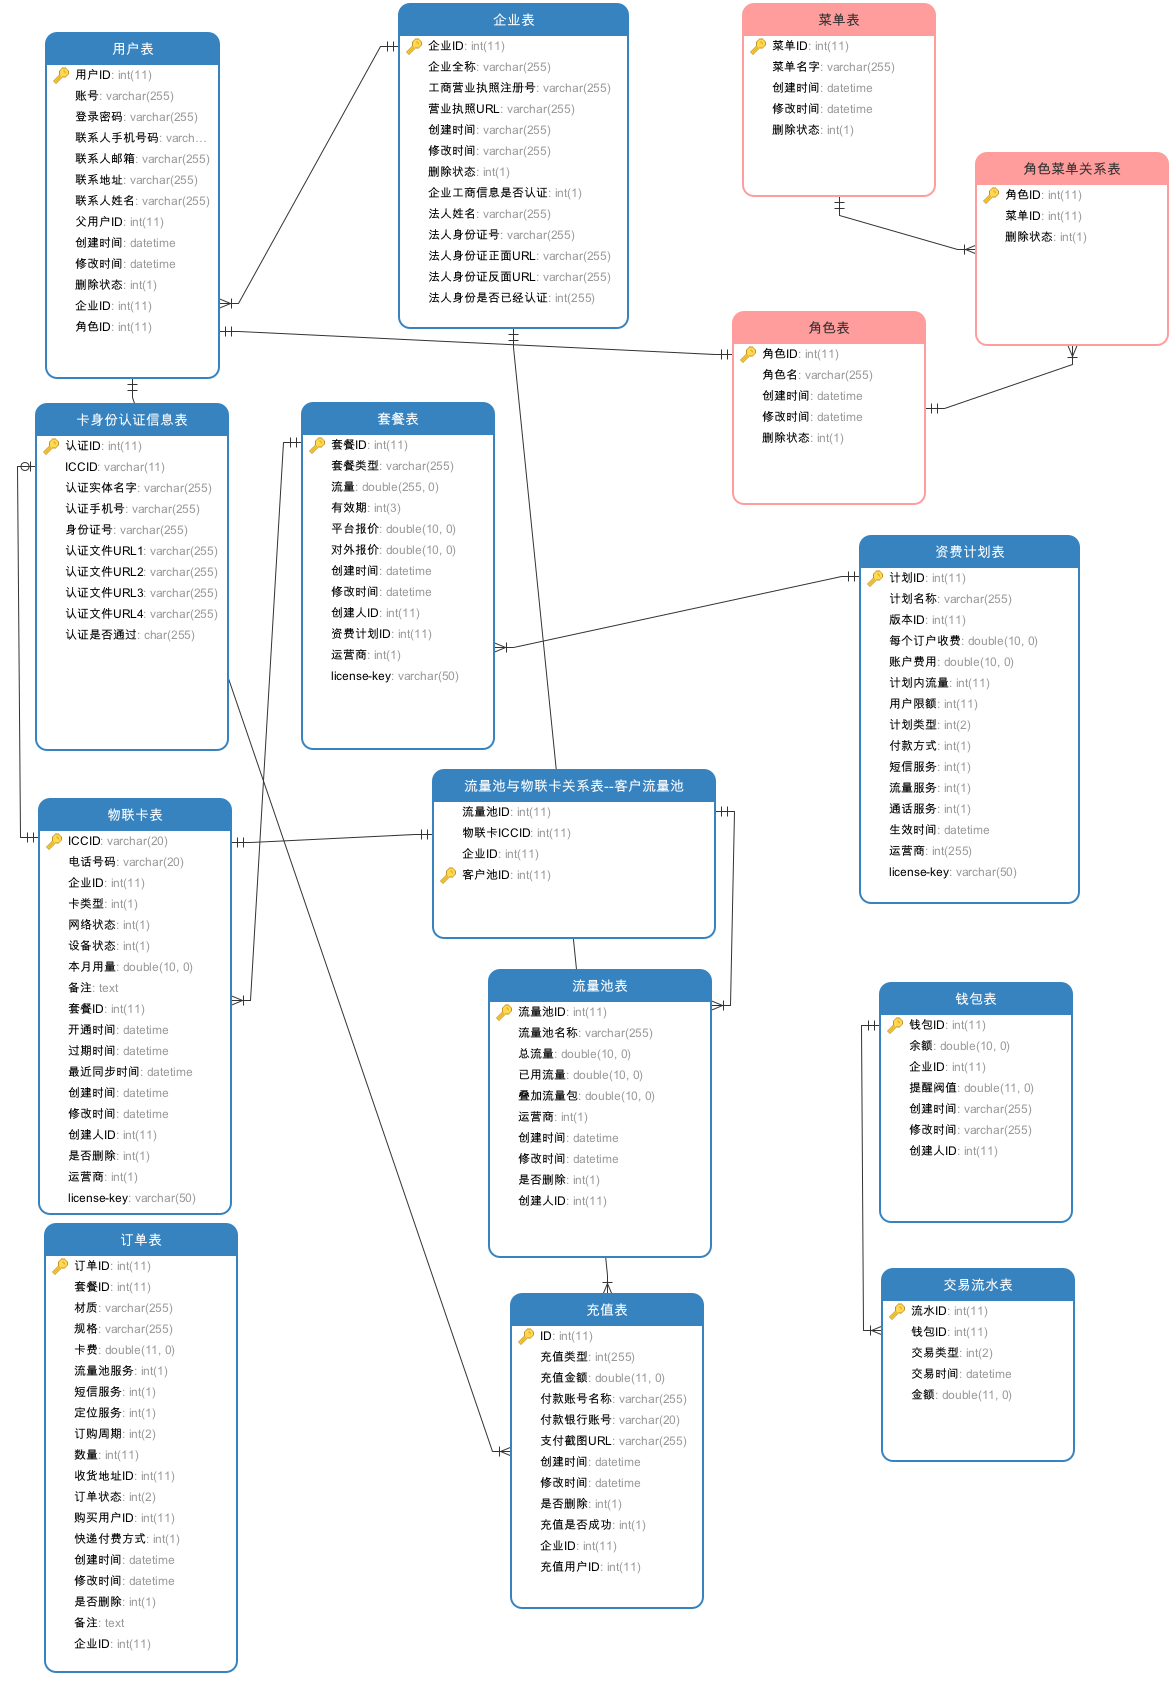 用户表
用户ID: int(11)
账号: varchar(255)
登录密码: varchar(255)
联系人手机号码: varch...
联系人邮箱: varchar(255)
联系地址: varchar(255)
联系人姓名: varchar(255)
父用户ID: int(11)
创建时间: datetime
修改时间: datetime
删除状态: int(1)
企业ID: int(11)
角色ID: int(11)
企业表
企业ID: int(11)
企业全称: varchar(255)
工商营业执照注册号: varchar(255)
营业执照URL: varchar(255)
创建时间: varchar(255)
修改时间: varchar(255)
删除状态: int(1)
企业工商信息是否认证: int(1)
法人姓名: varchar(255)
法人身份证号: varchar(255)
法人身份证正面URL: varchar(255)
法人身份证反面URL: varchar(255)
法人身份是否已经认证: int(255)
菜单表
菜单ID: int(11)
菜单名字: varchar(255)
创建时间: datetime
修改时间: datetime
删除状态: int(1)
角色菜单关系表
角色ID: int(11)
菜单ID: int(11)
删除状态: int(1)
角色表
角色ID: int(11)
角色名: varchar(255)
创建时间: datetime
修改时间: datetime
删除状态: int(1)
卡身份认证信息表
认证ID: int(11)
ICCID: varchar(11)
认证实体名字: varchar(255)
认证手机号: varchar(255)
身份证号: varchar(255)
认证文件URL1: varchar(255)
认证文件URL2: varchar(255)
认证文件URL3: varchar(255)
认证文件URL4: varchar(255)
认证是否通过: char(255)
套餐表
套餐ID: int(11)
套餐类型: varchar(255)
流量: double(255, 0)
有效期: int(3)
平台报价: double(10, 0)
对外报价: double(10, 0)
创建时间: datetime
修改时间: datetime
创建人ID: int(11)
资费计划ID: int(11)
运营商: int(1)
license-key: varchar(50)
资费计划表
计划ID: int(11)
计划名称: varchar(255)
版本ID: int(11)
每个订户收费: double(10, 0)
账户费用: double(10, 0)
计划内流量: int(11)
用户限额: int(11)
计划类型: int(2)
付款方式: int(1)
短信服务: int(1)
流量服务: int(1)
通话服务: int(1)
生效时间: datetime
运营商: int(255)
license-key: varchar(50)
流量池与物联卡关系表--客户流量池
流量池ID: int(11)
物联卡ICCID: int(11)
企业ID: int(11)
客户池ID: int(11)
物联卡表
ICCID: varchar(20)
电话号码: varchar(20)
企业ID: int(11)
卡类型: int(1)
网络状态: int(1)
设备状态: int(1)
本月用量: double(10, 0)
备注: text
套餐ID: int(11)
开通时间: datetime
过期时间: datetime
最近同步时间: datetime
创建时间: datetime
修改时间: datetime
创建人ID: int(11)
是否删除: int(1)
运营商: int(1)
license-key: varchar(50)
流量池表
流量池ID: int(11)
流量池名称: varchar(255)
总流量: double(10, 0)
已用流量: double(10, 0)
叠加流量包: double(10, 0)
运营商: int(1)
创建时间: datetime
修改时间: datetime
是否删除: int(1)
创建人ID: int(11)
钱包表
钱包ID: int(11)
余额: double(10, 0)
企业ID: int(11)
提醒阀值: double(11, 0)
创建时间: varchar(255)
修改时间: varchar(255)
创建人ID: int(11)
订单表
订单ID: int(11)
套餐ID: int(11)
材质: varchar(255)
规格: varchar(255)
卡费: double(11, 0)
流量池服务: int(1)
短信服务: int(1)
定位服务: int(1)
订购周期: int(2)
数量: int(11)
收货地址ID: int(11)
订单状态: int(2)
购买用户ID: int(11)
快递付费方式: int(1)
创建时间: datetime
修改时间: datetime
是否删除: int(1)
备注: text
企业ID: int(11)
充值表
ID: int(11)
充值类型: int(255)
充值金额: double(11, 0)
付款账号名称: varchar(255)
付款银行账号: varchar(20)
支付截图URL: varchar(255)
创建时间: datetime
修改时间: datetime
是否删除: int(1)
充值是否成功: int(1)
企业ID: int(11)
充值用户ID: int(11)
交易流水表
流水ID: int(11)
钱包ID: int(11)
交易类型: int(2)
交易时间: datetime
金额: double(11, 0)